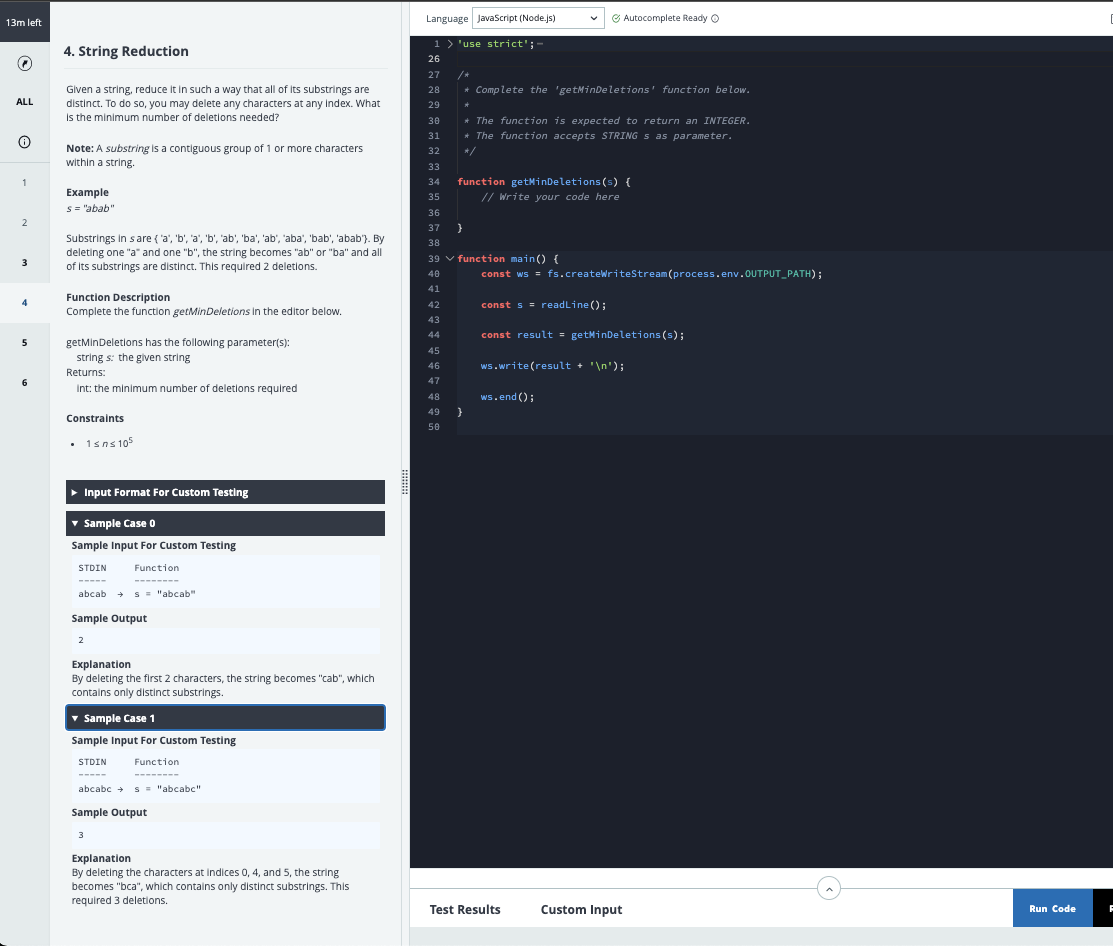 13m left
ALL
1
2
3
4
5
6
4. String Reduction
Given a string, reduce it in such a way that all of its substrings are
distinct. To do so, you may delete any characters at any index. What
is the minimum number of deletions needed?
Note: A substring is a contiguous group of 1 or more characters
within a string.
Example
s = "abab"
Substrings in s are { 'a', 'b', 'a', 'b', 'ab', 'ba', 'ab', 'aba', 'bab', 'abab'}. By
deleting one "a" and one "b", the string becomes "ab" or "ba" and all
of its substrings are distinct. This required 2 deletions.
Function Description
Complete the function getMinDeletions in the editor below.
getMinDeletions has the following parameter(s):
string s: the given string
Returns:
int: the minimum number of deletions required
Constraints
• 1 ≤ n ≤ 10⁵
Input Format For Custom Testing
Sample Case 0
Sample Input For Custom Testing
STDIN Function
----- --------
abcab → s = "abcab"
Sample Output
2
Explanation
By deleting the first 2 characters, the string becomes "cab", which
contains only distinct substrings.
Sample Case 1
Sample Input For Custom Testing
STDIN Function
----- --------
abcabc → s = "abcabc"
Sample Output
3
Explanation
By deleting the characters at indices 0, 4, and 5, the string
becomes "bca", which contains only distinct substrings. This
required 3 deletions.
Language JavaScript (Node.js) Autocomplete Ready
1 'use strict';
26
27 /*
28 * Complete the 'getMinDeletions' function below.
29 *
30 * The function is expected to return an INTEGER.
31 * The function accepts STRING s as parameter.
32 */
33
34 function getMinDeletions(s) {
35 // Write your code here
36
37 }
38
39 function main() {
40 const ws = fs.createWriteStream(process.env.OUTPUT_PATH);
41
42 const s = readLine();
43
44 const result = getMinDeletions(s);
45
46 ws.write(result + '\n');
47
48 ws.end();
49 }
50
Test Results Custom Input Run Code